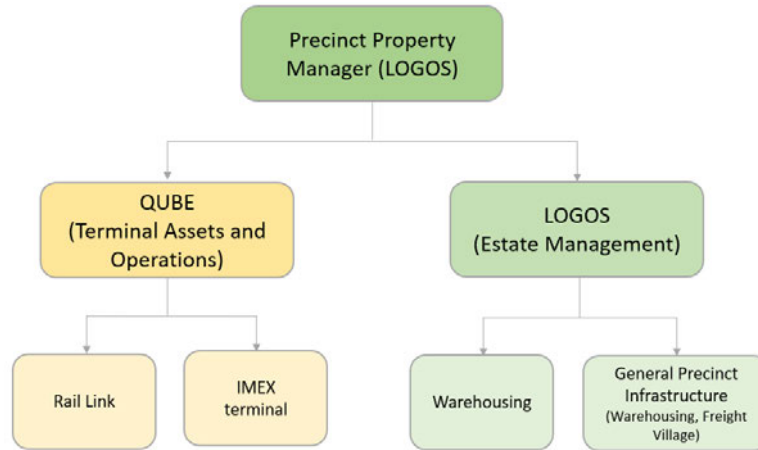 Precinct Property
Manager (LOGOS)
QUBE
(Terminal Assets and
Operations)
LOGOS
(Estate Management)
Rail Link
IMEX
terminal
Warehousing
General Precinct
Infrastructure
(Warehousing, Freight
Village)